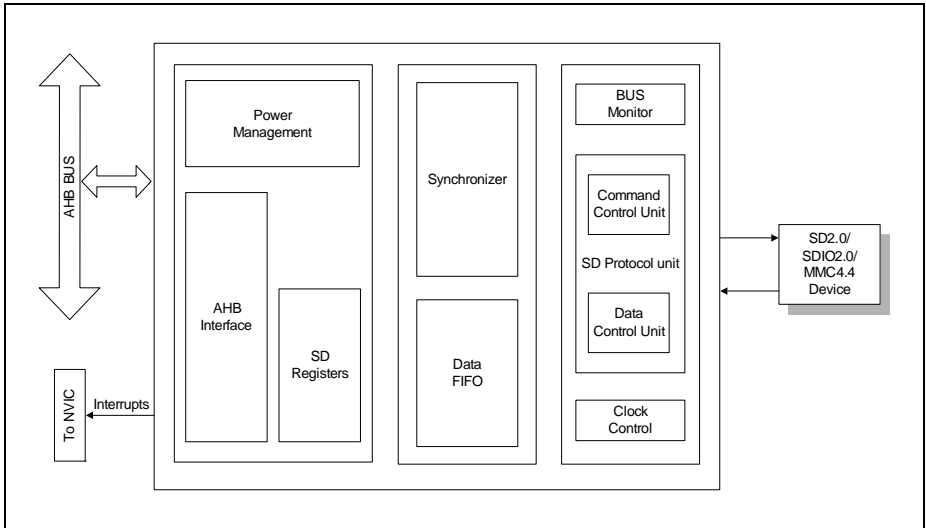 AHB BUS
To NVIC
Interrupts
Power
Management
AHB
Interface
SD
Registers
Synchronizer
Data
FIFO
BUS
Monitor
Command
Control Unit
SD Protocol unit
Data
Control Unit
Clock
Control
SD2.0/
SDIO2.0/
MMC4.4
Device